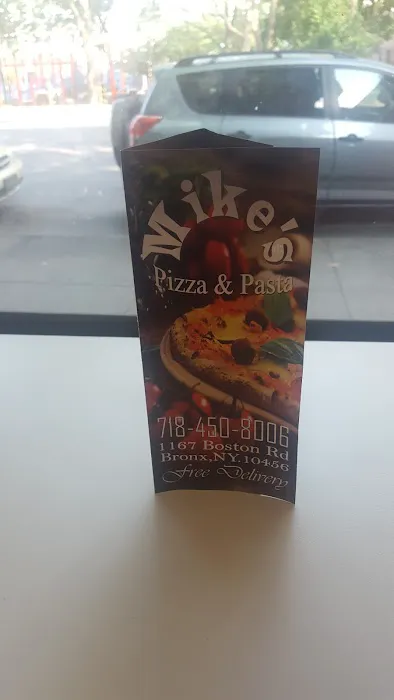 Mike's
Pizza & Pasta
718-450-8006
1167 Boston Rd
Bronx,NY.10456
Free Delivery